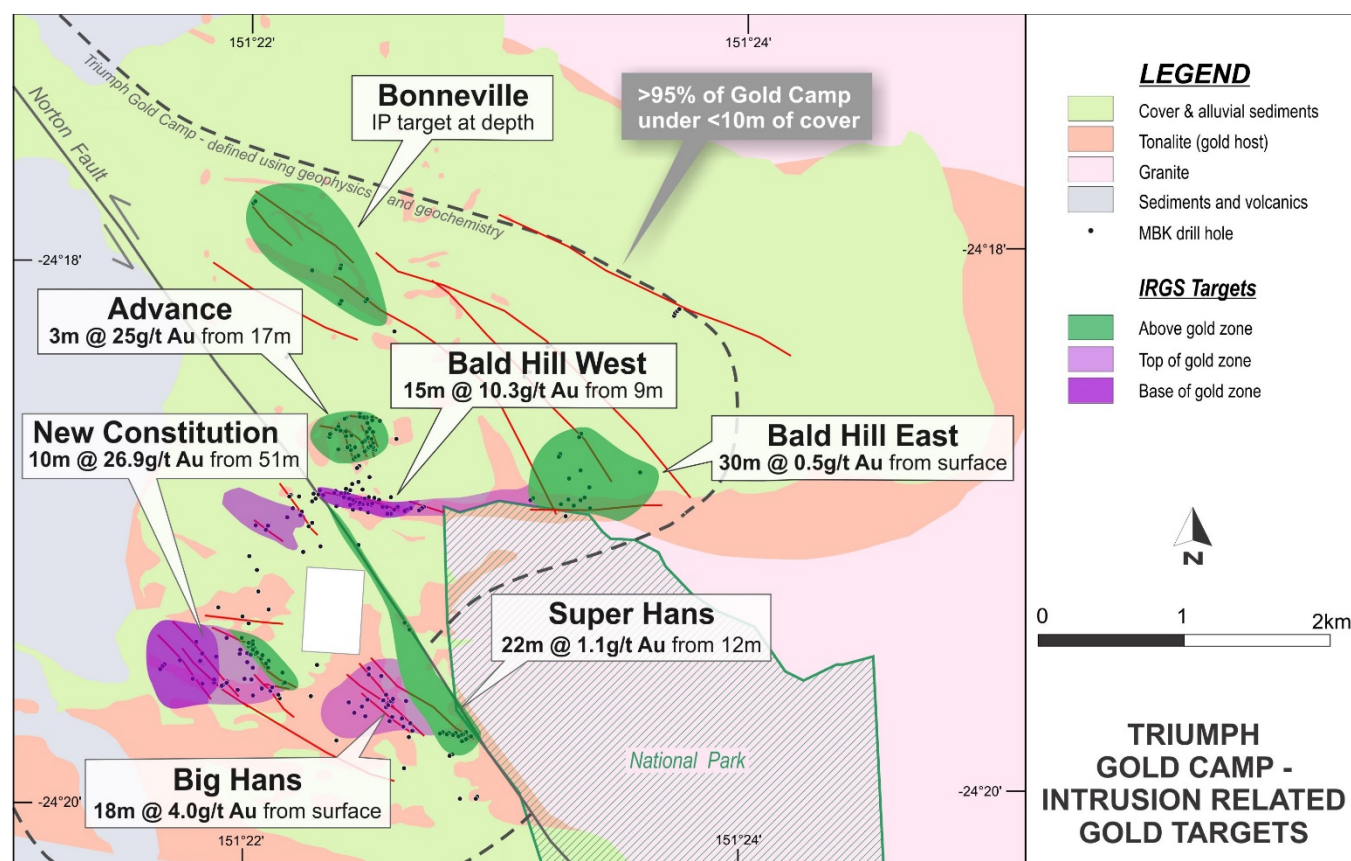 151°22'
151°24'
Triumph Gold Camp - defined using geophysics and geochemistry
Norton Fault
Bonneville
IP target at depth
>95% of Gold Camp
under <10m of cover
-24°18'
-24°18'
Advance
3m @ 25g/t Au from 17m
Bald Hill West
15m @ 10.3g/t Au from 9m
New Constitution
10m @ 26.9g/t Au from 51m
Bald Hill East
30m @ 0.5g/t Au from surface
Super Hans
22m @ 1.1g/t Au from 12m
Big Hans
18m @ 4.0g/t Au from surface
National Park
-24°20'
-24°20'
151°22'
151°24'
LEGEND
Cover & alluvial sediments
Tonalite (gold host)
Granite
Sediments and volcanics
MBK drill hole
IRGS Targets
Above gold zone
Top of gold zone
Base of gold zone
N
0 1 2km
TRIUMPH
GOLD CAMP -
INTRUSION RELATED
GOLD TARGETS